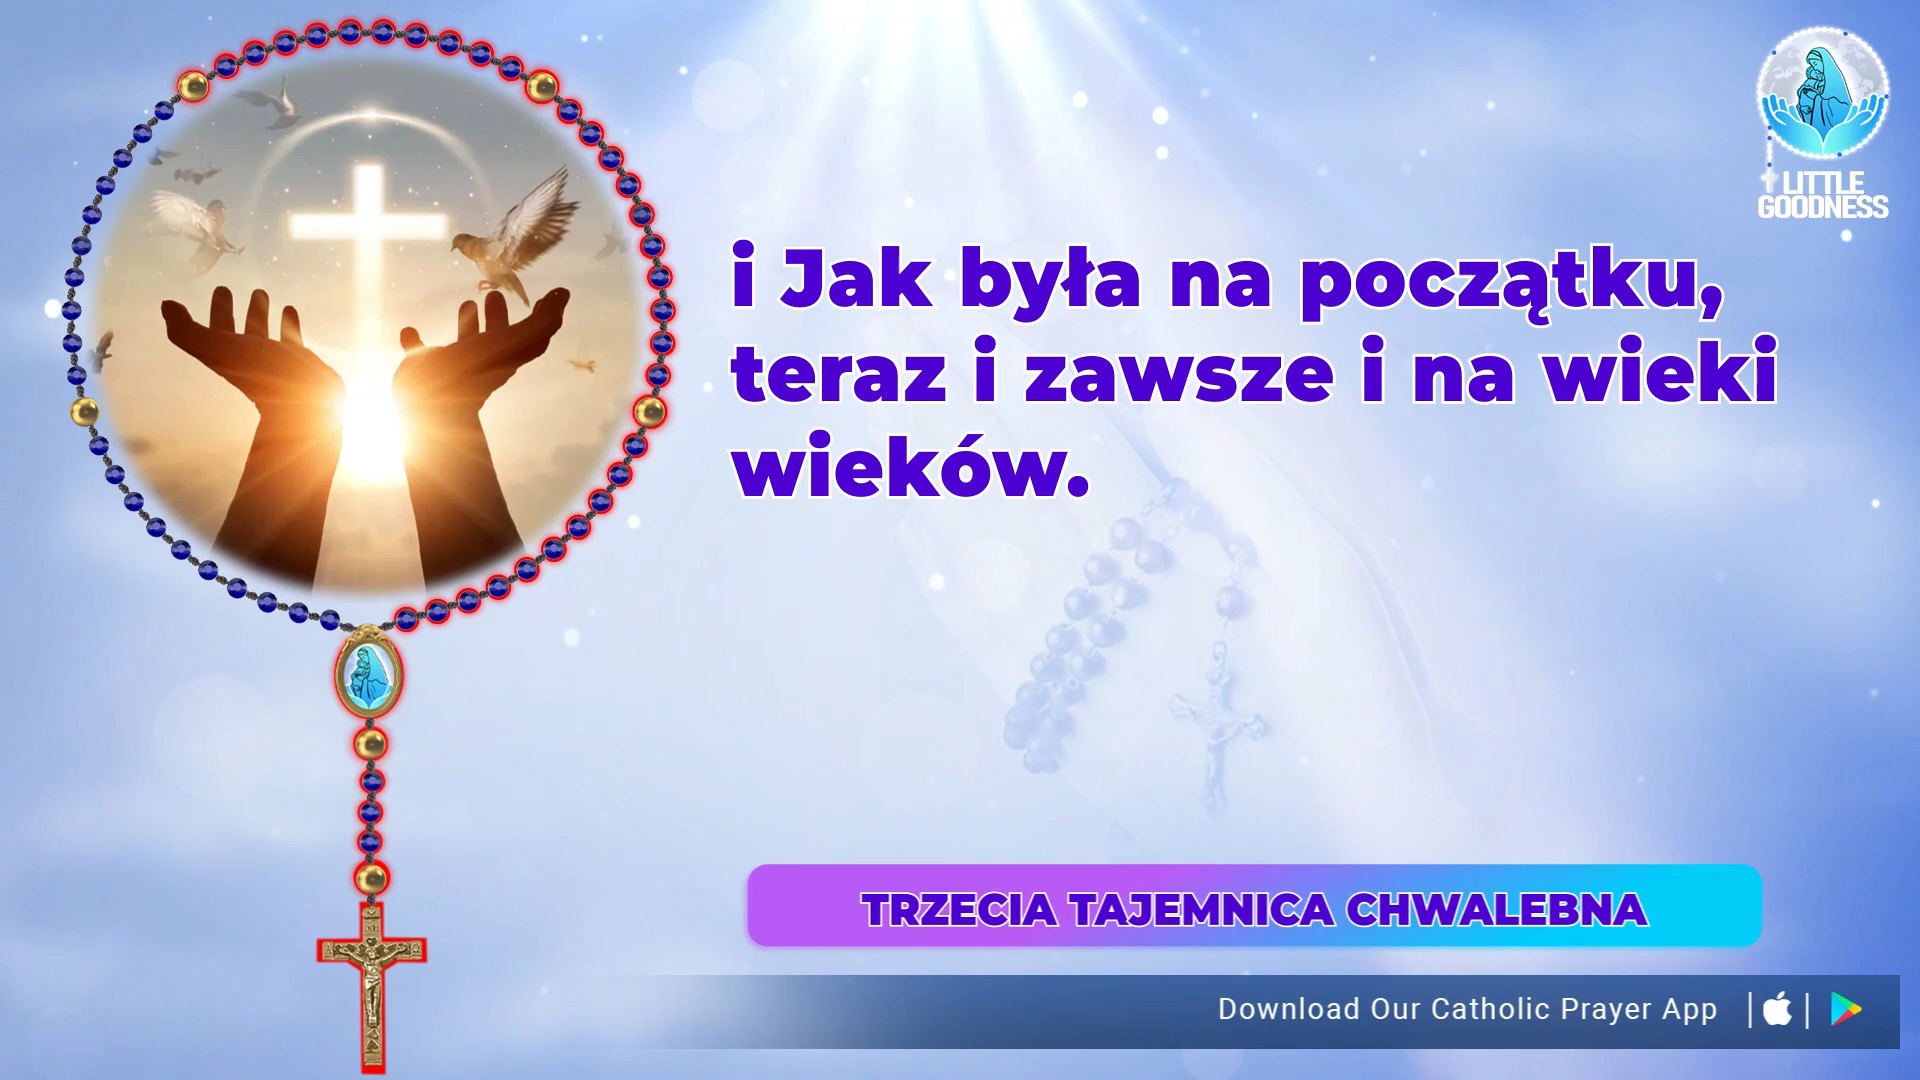 LITTLE
GOODNESS
i Jak była na początku,
teraz i zawsze i na wieki
wieków.
INRI
TRZECIA TAJEMNICA CHWALEBNA
Download Our Catholic Prayer App